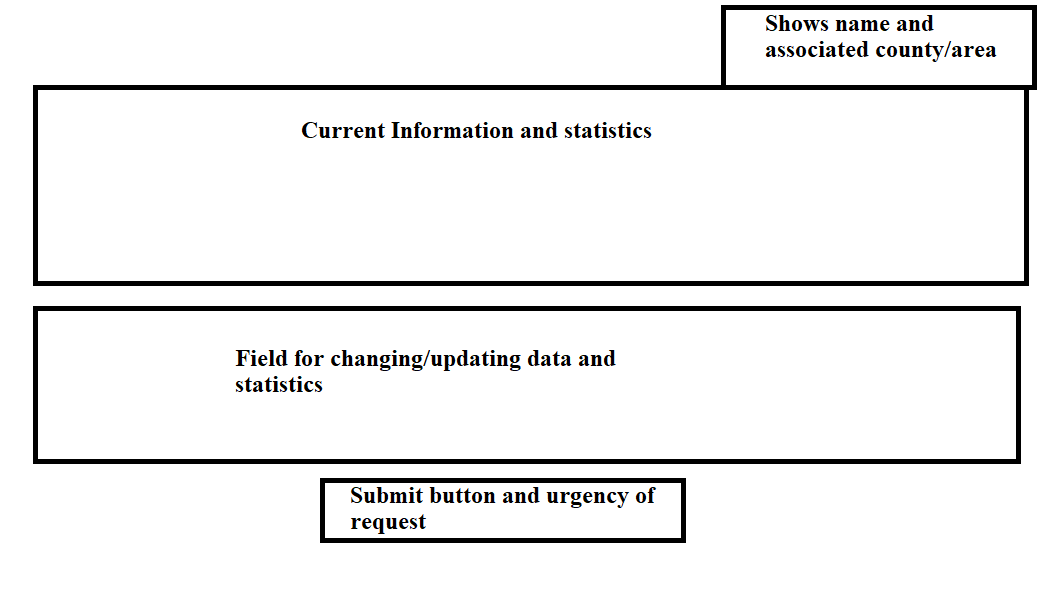 Shows name and
associated county/area
Current Information and statistics
Field for changing/updating data and
statistics
Submit button and urgency of
request